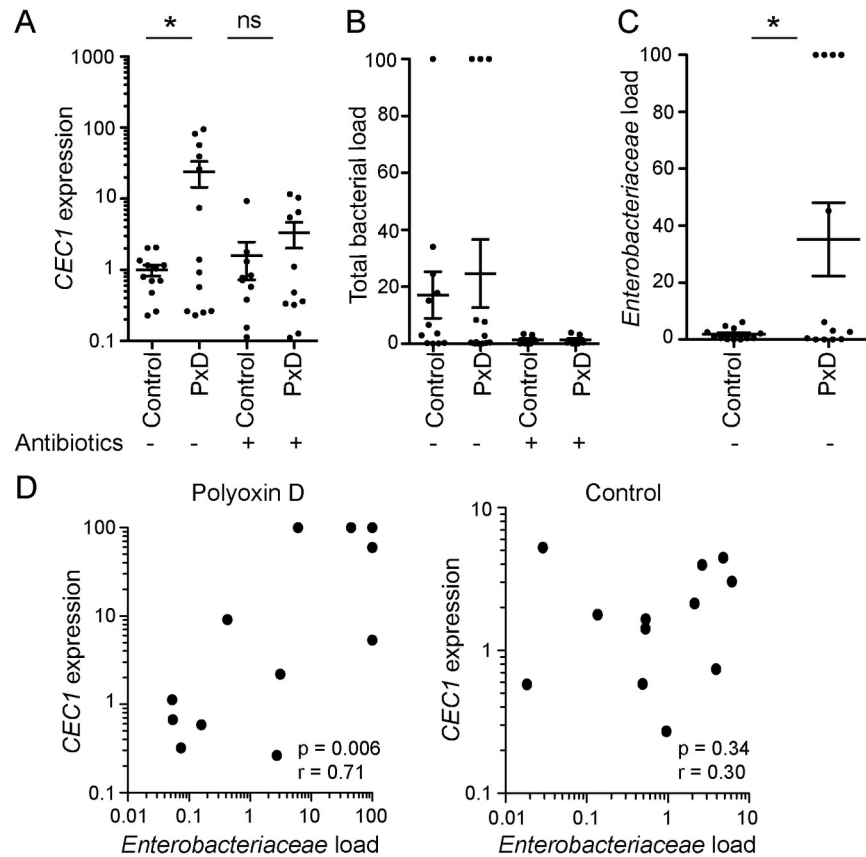 A
*
ns
CEC1 expression
1000
100
10
1
0.1
Control
PxD
Control
PxD
Antibiotics - - + +
B
Total bacterial load
100
80
60
40
20
0
Control
PxD
Control
PxD
- - + +
C
*
Enterobacteriaceae load
100
80
60
40
20
0
Control
PxD
- -
D
Polyoxin D
CEC1 expression
100
10
1
0.1
p = 0.006
r = 0.71
0.01 0.1 1 10 100
Enterobacteriaceae load
Control
CEC1 expression
10
1
0.1
p = 0.34
r = 0.30
0.01 0.1 1 10
Enterobacteriaceae load